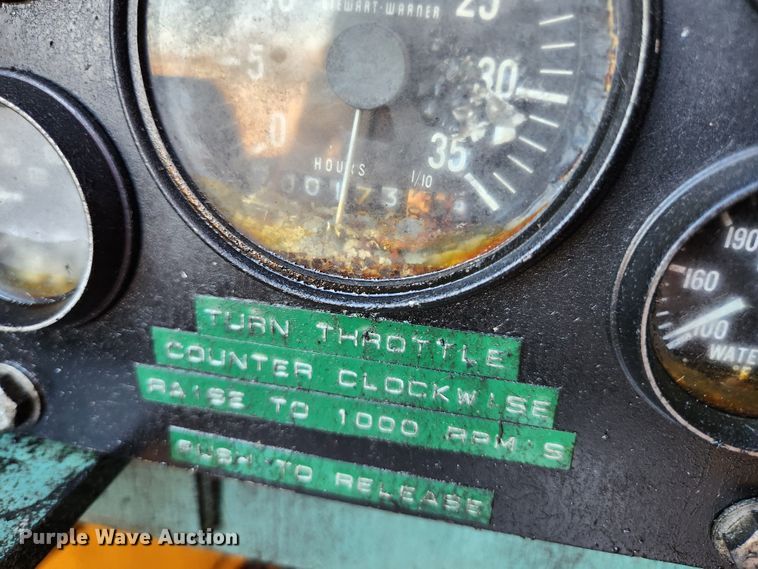 STEWART-WARNER
25
5
30
0
35
HOURS 1/10
190
160
100
WATE
°F
TURN THROTTLE
COUNTER CLOCKWISE
RAISE TO 1000 RPM'S
PUSH TO RELEASE
Purple Wave Auction